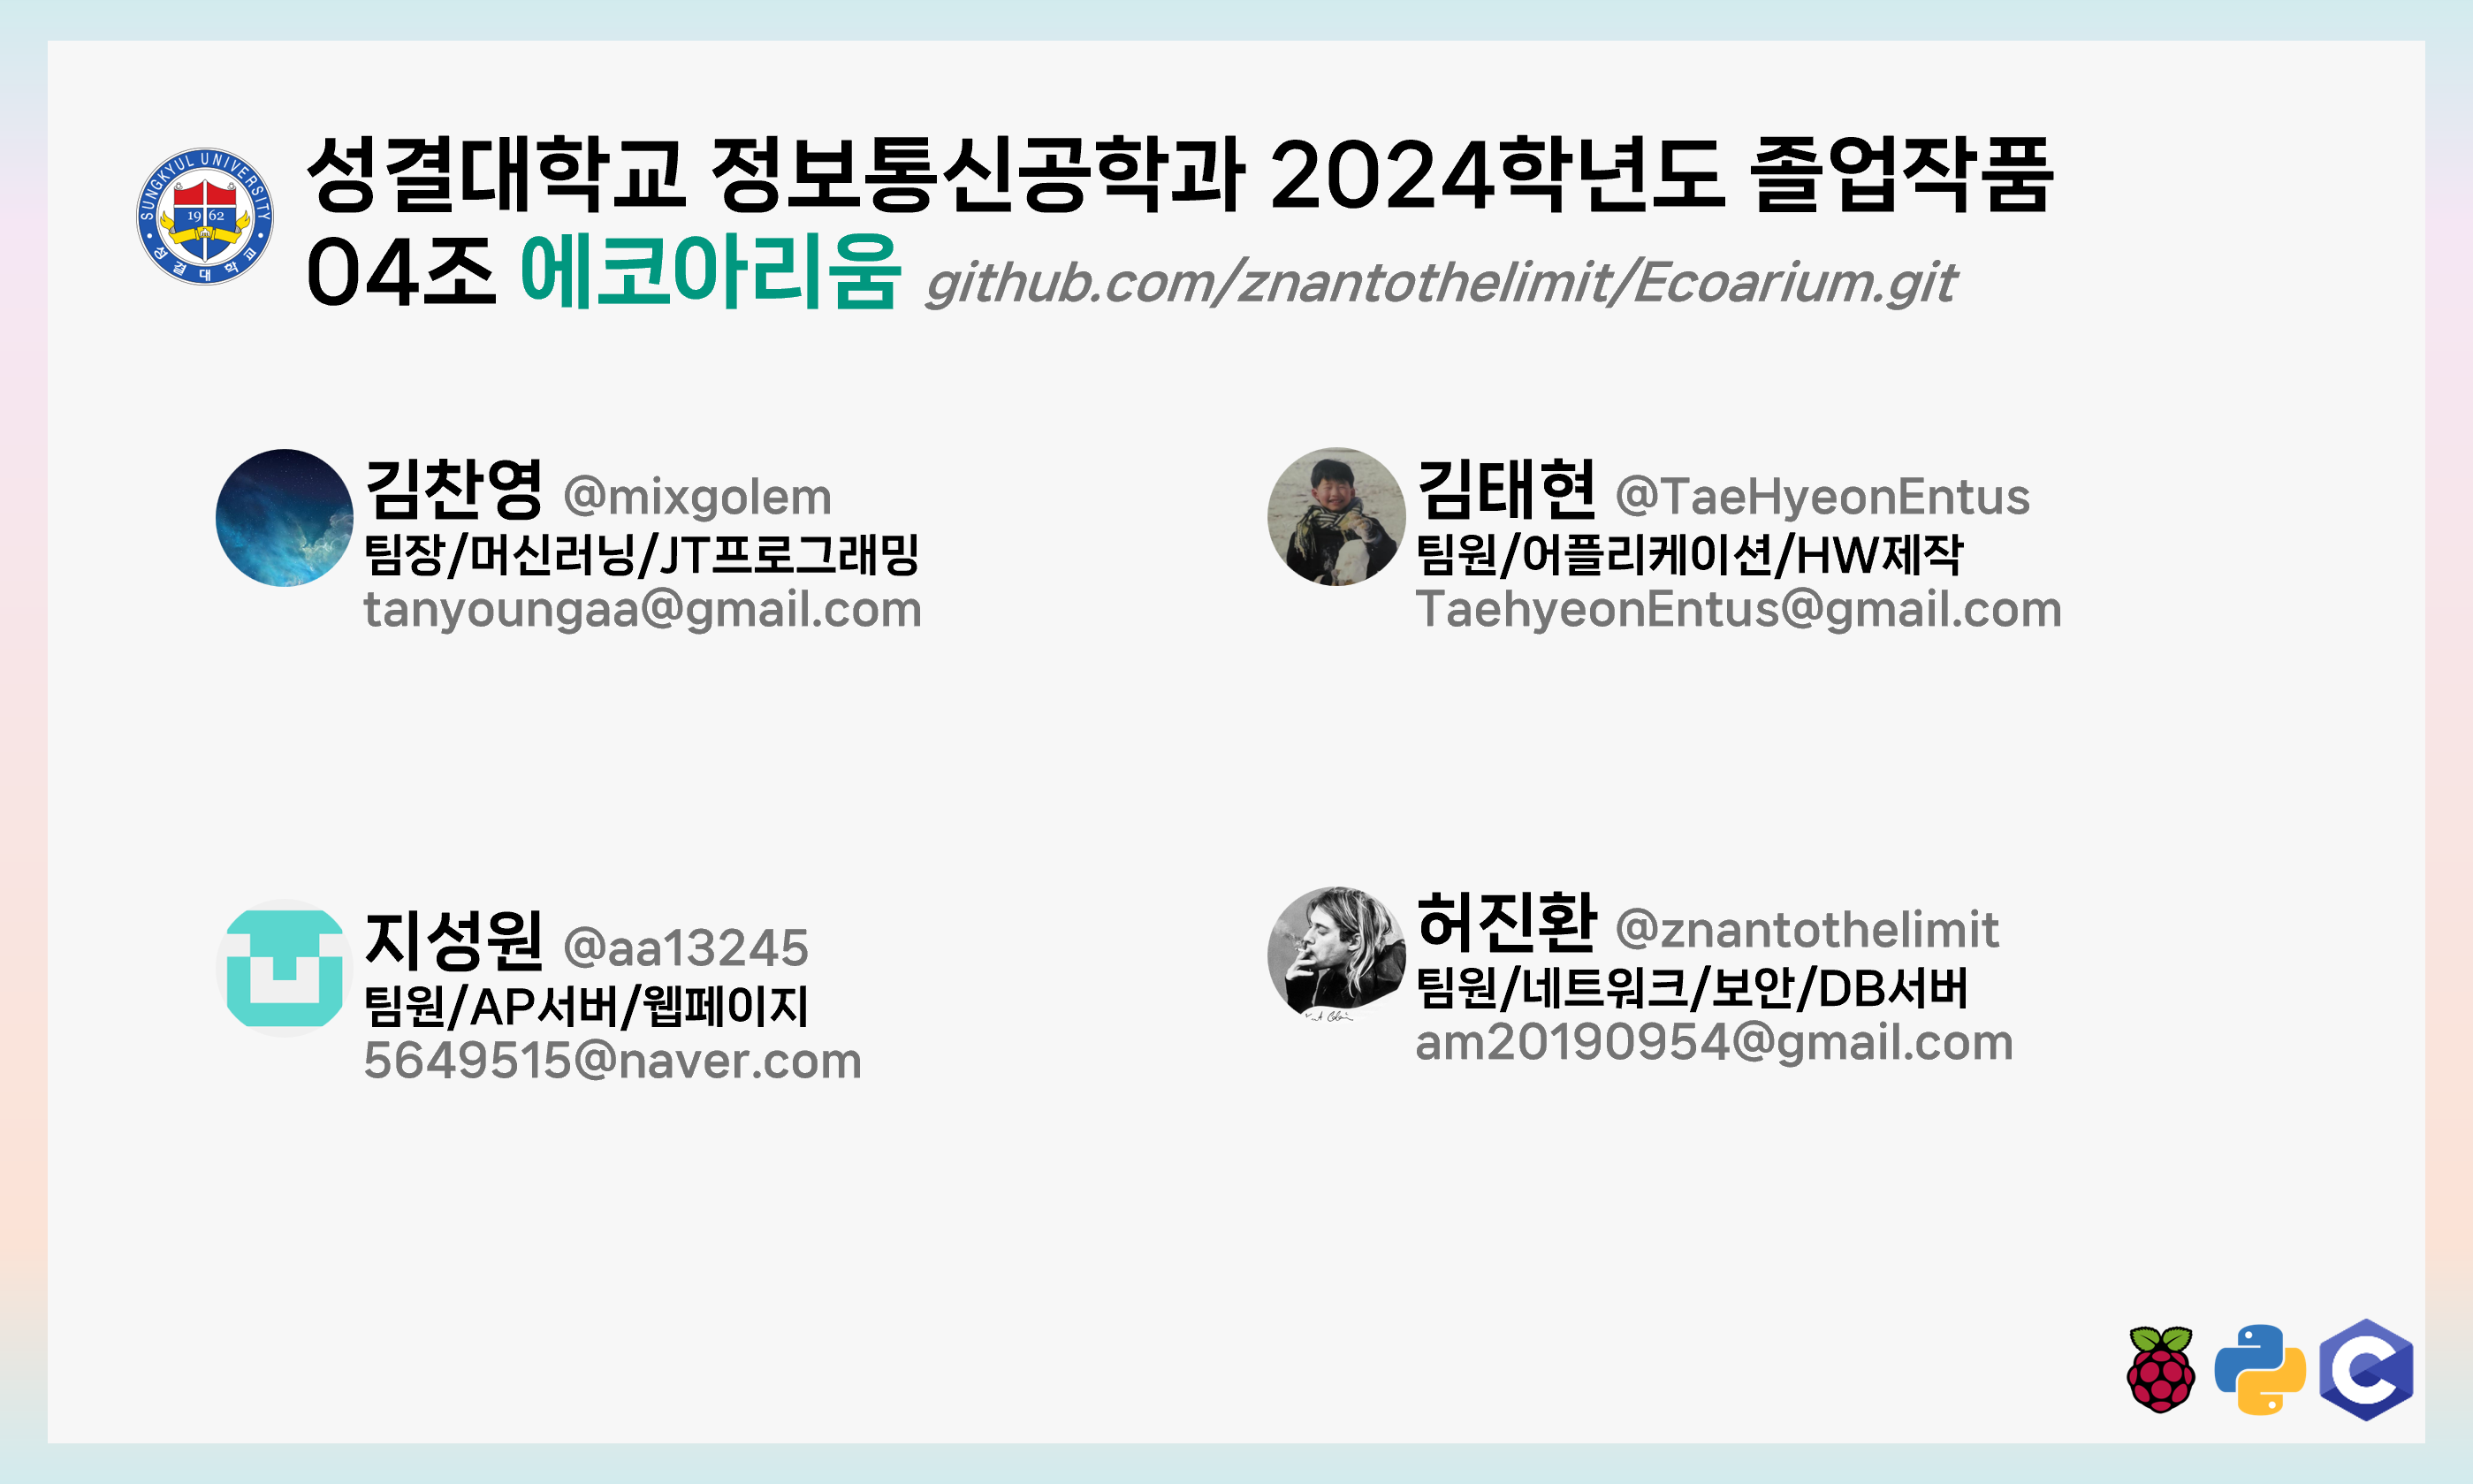 성결대학교 정보통신공학과 2024학년도 졸업작품
04조 에코아리움 github.com/znantothelimit/Ecoarium.git
SUNGKYUL UNIVERSITY
1962
성결대학교
김찬영 @mixgolem
팀장/머신러닝/JT프로그래밍
tanyoungaa@gmail.com
김태현 @TaeHyeonEntus
팀원/어플리케이션/HW제작
TaehyeonEntus@gmail.com
지성원 @aa13245
팀원/AP서버/웹페이지
5649515@naver.com
허진환 @znantothelimit
팀원/네트워크/보안/DB서버
am20190954@gmail.com
C